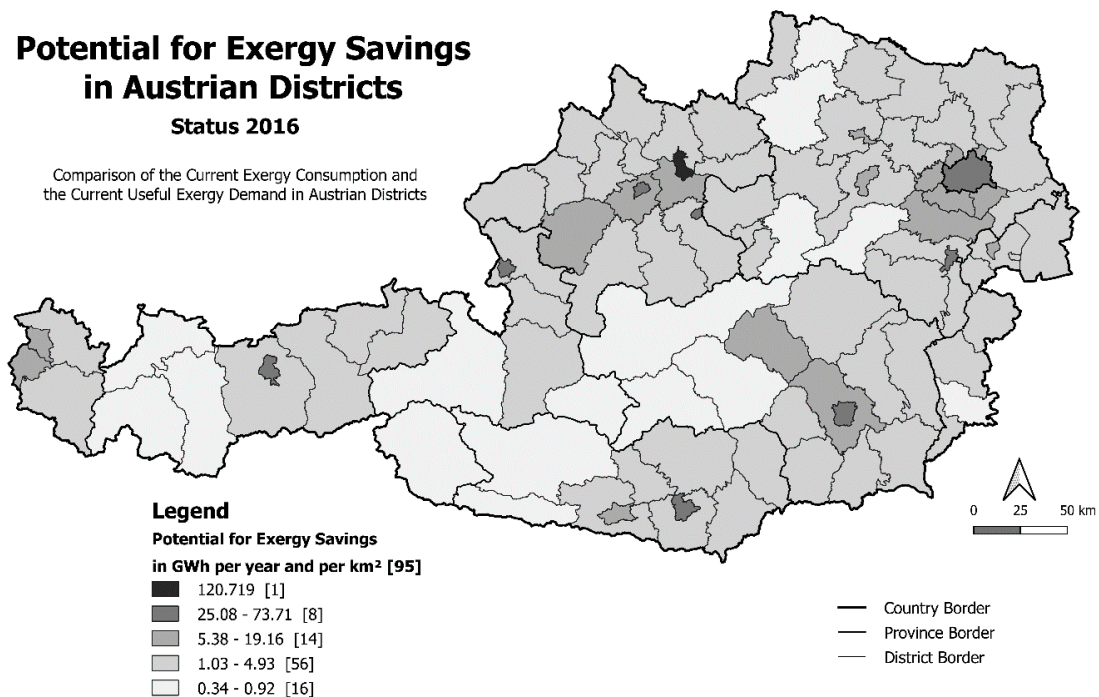 Potential for Exergy Savings
in Austrian Districts
Status 2016
Comparison of the Current Exergy Consumption and
the Current Useful Exergy Demand in Austrian Districts
Legend
Potential for Exergy Savings
in GWh per year and per km² [95]
120.719 [1]
25.08 - 73.71 [8]
5.38 - 19.16 [14]
1.03 - 4.93 [56]
0.34 - 0.92 [16]
0 25 50 km
Country Border
Province Border
District Border